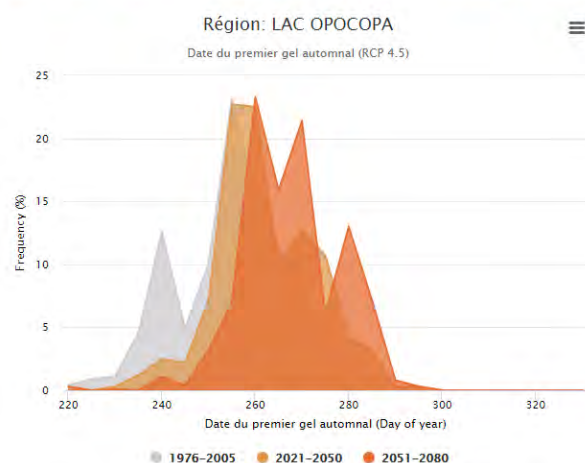 Région: LAC OPOCOPA
Date du premier gel automnal (RCP 4.5)
25
20
15
10
5
0
Frequency (%)
220 240 260 280 300 320
Date du premier gel automnal (Day of year)
1976-2005 2021-2050 2051-2080